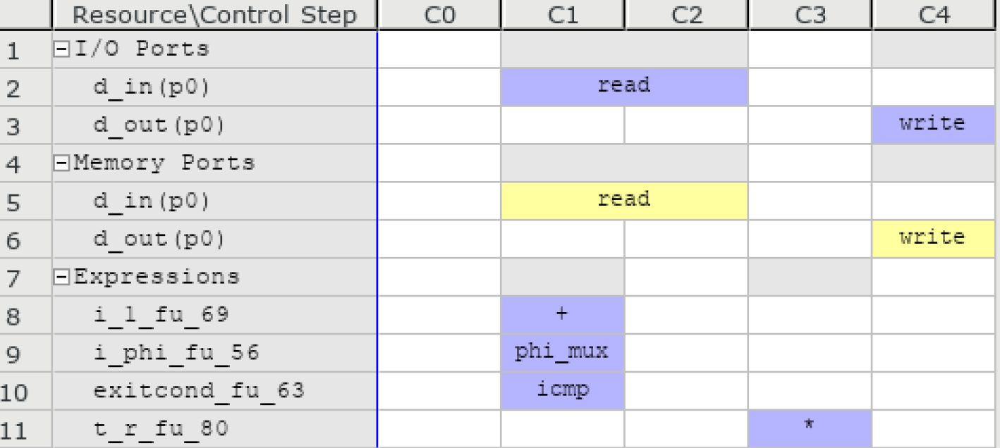 Resource\Control Step C0 C1 C2 C3 C4
1 I/O Ports
2 d_in(p0) read
3 d_out(p0) write
4 Memory Ports
5 d_in(p0) read
6 d_out(p0) write
7 Expressions
8 i_l_fu_69 +
9 i_phi_fu_56 phi_mux
10 exitcond_fu_63 icmp
11 t_r_fu_80 *